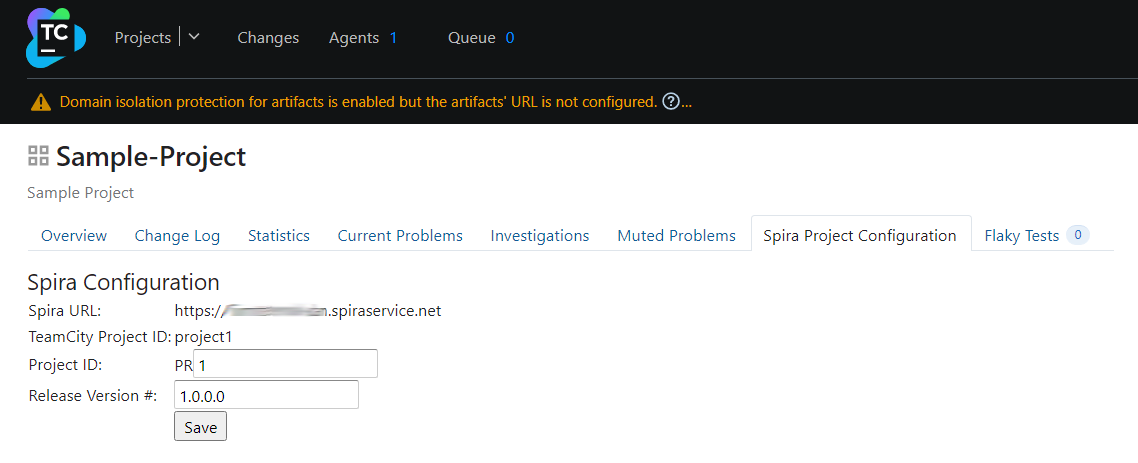 TC
Projects Changes Agents 1 Queue 0
Domain isolation protection for artifacts is enabled but the artifacts' URL is not configured. ?...
Sample-Project
Sample Project
Overview Change Log Statistics Current Problems Investigations Muted Problems Spira Project Configuration Flaky Tests 0
Spira Configuration
Spira URL: https:// .spiraservice.net
TeamCity Project ID: project1
Project ID: PR 1
Release Version #: 1.0.0.0
Save